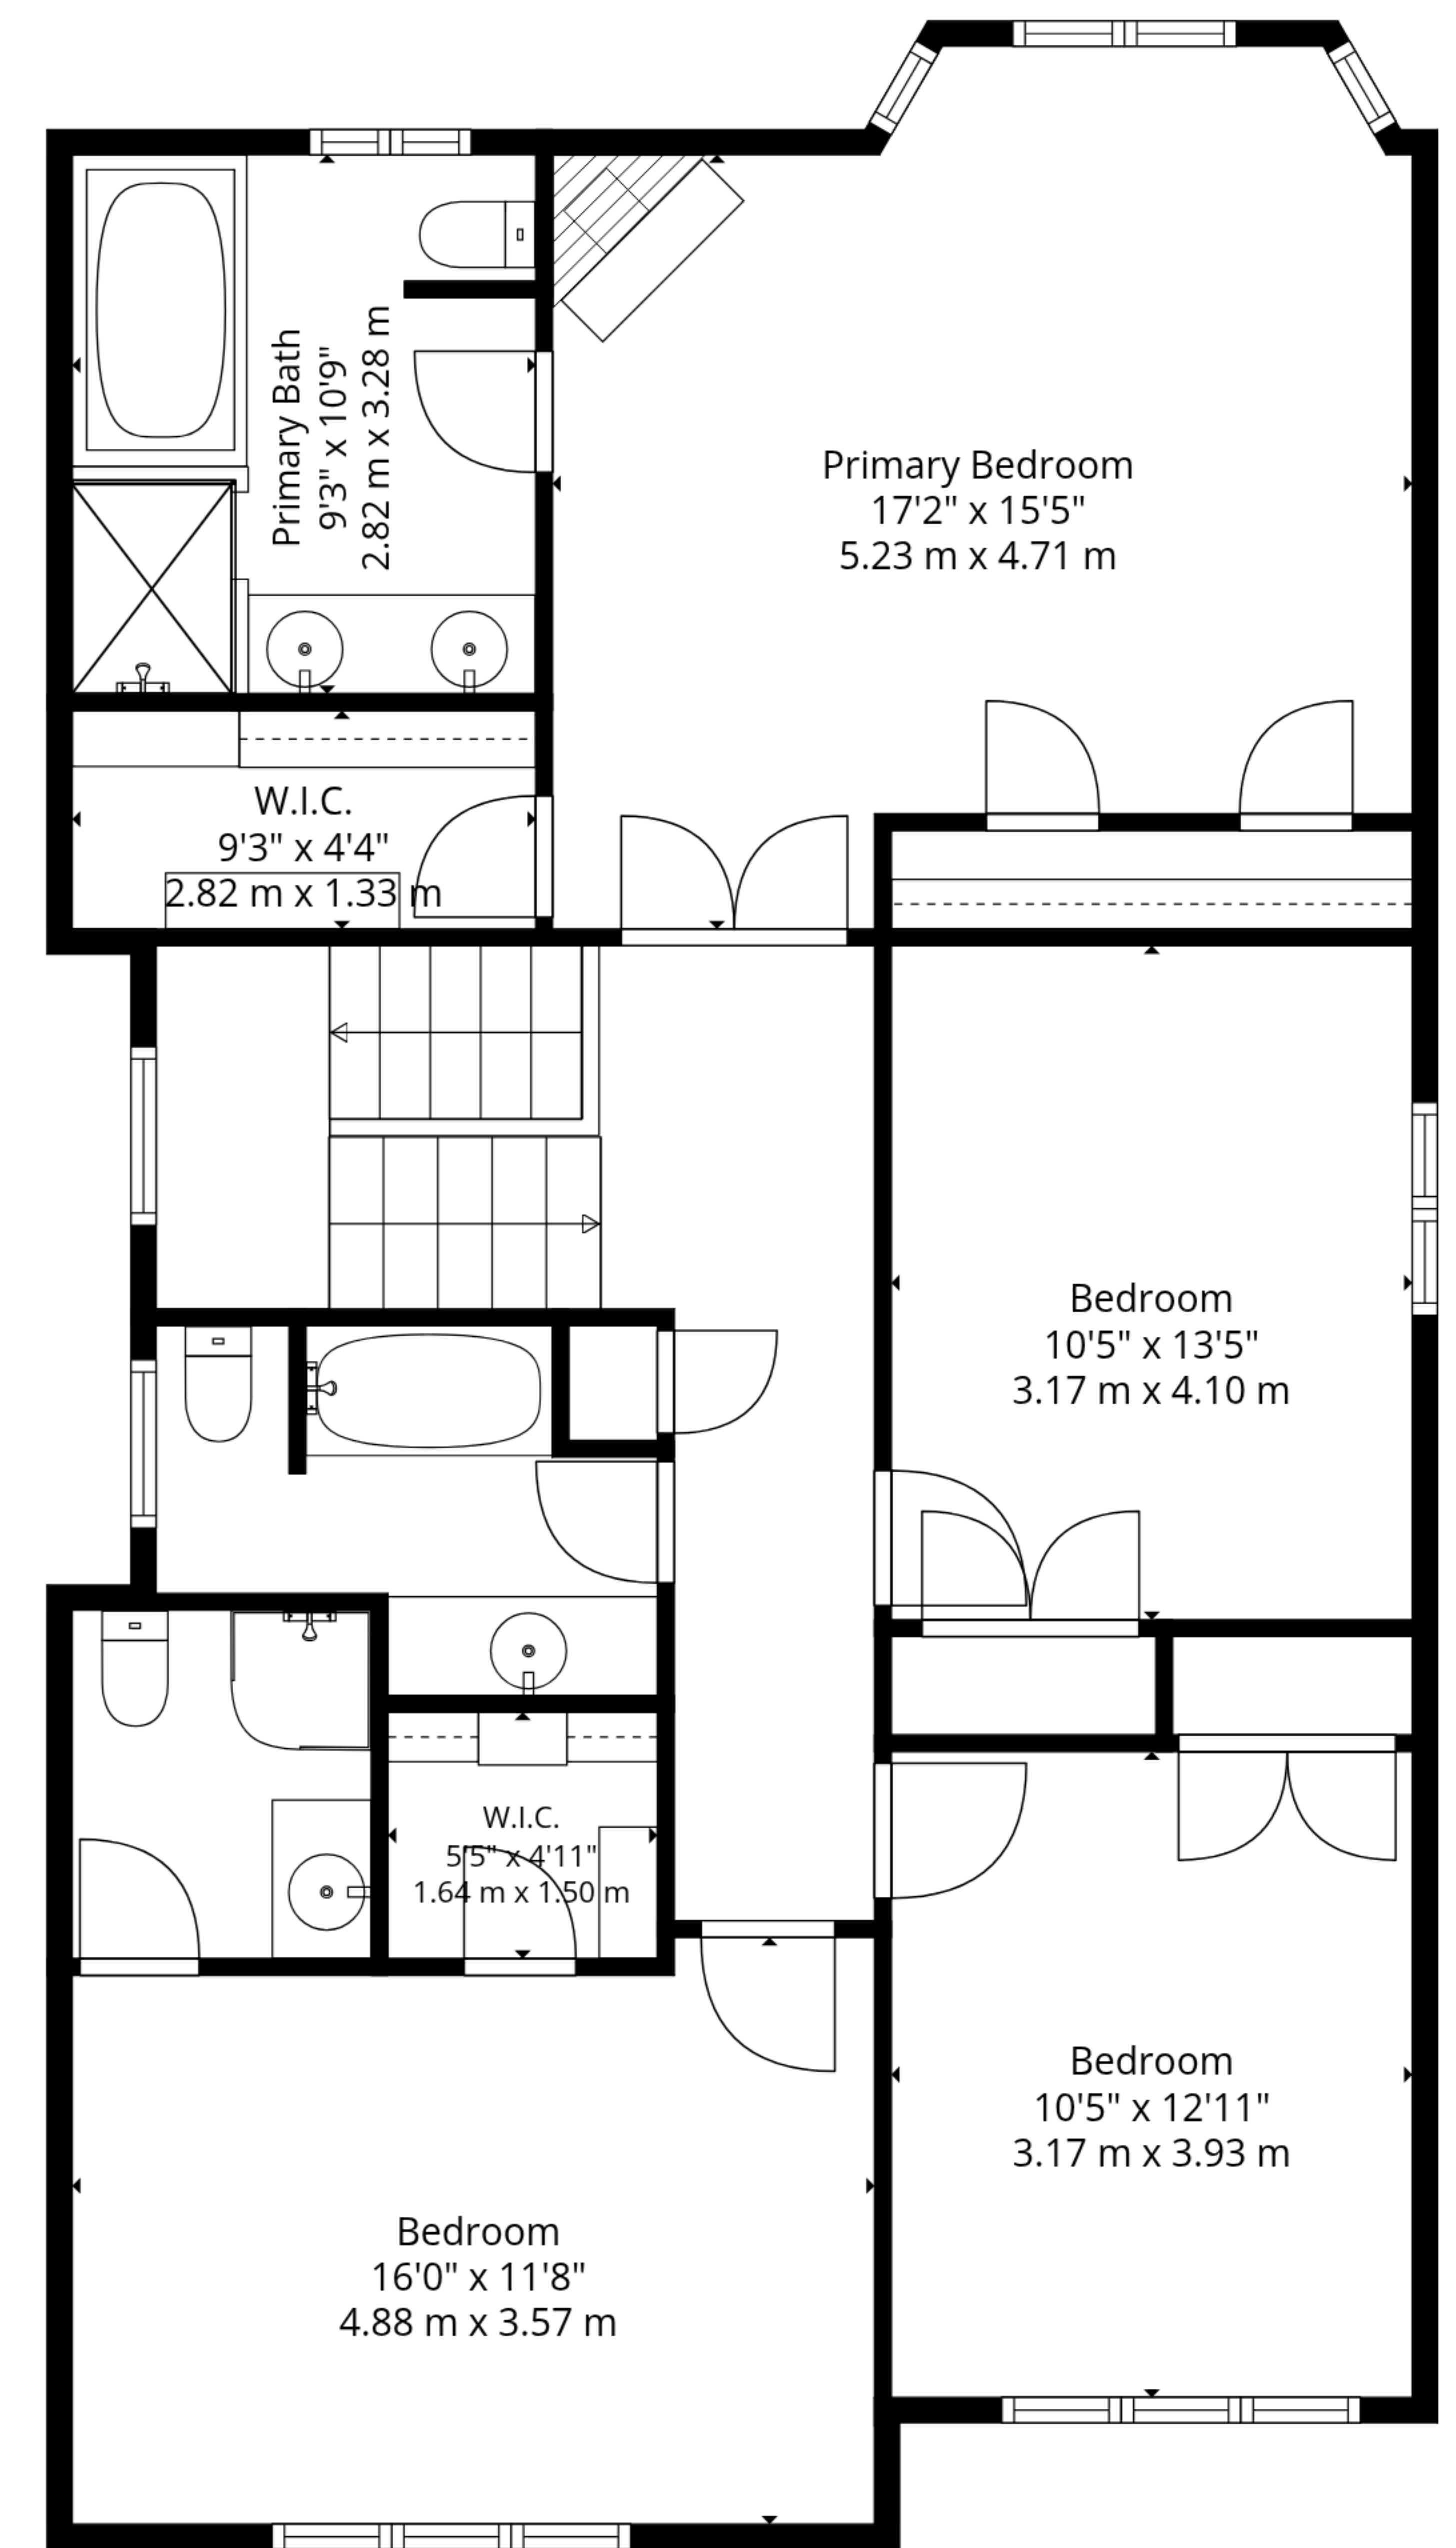 Primary Bath
9'3" x 10'9"
2.82 m x 3.28 m
Primary Bedroom
17'2" x 15'5"
5.23 m x 4.71 m
W.I.C.
9'3" x 4'4"
2.82 m x 1.33 m
Bedroom
10'5" x 13'5"
3.17 m x 4.10 m
W.I.C.
5'5" x 4'11"
1.64 m x 1.50 m
Bedroom
10'5" x 12'11"
3.17 m x 3.93 m
Bedroom
16'0" x 11'8"
4.88 m x 3.57 m